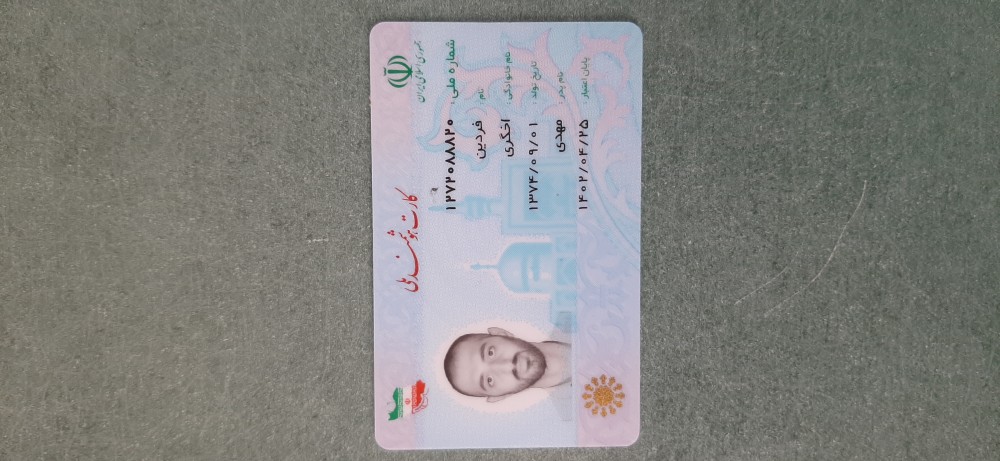 جمهوری اسلامی ایران
کارت هوشمند ملی
شماره ملی: ۱۲۷۲۰۸۸۸۲۰
نام: فردین
نام خانوادگی: اخگری
تاریخ تولد: ۱۳۷۴/۰۹/۰۱
نام پدر: مهدی
پایان اعتبار: ۱۴۰۲/۰۴/۲۵